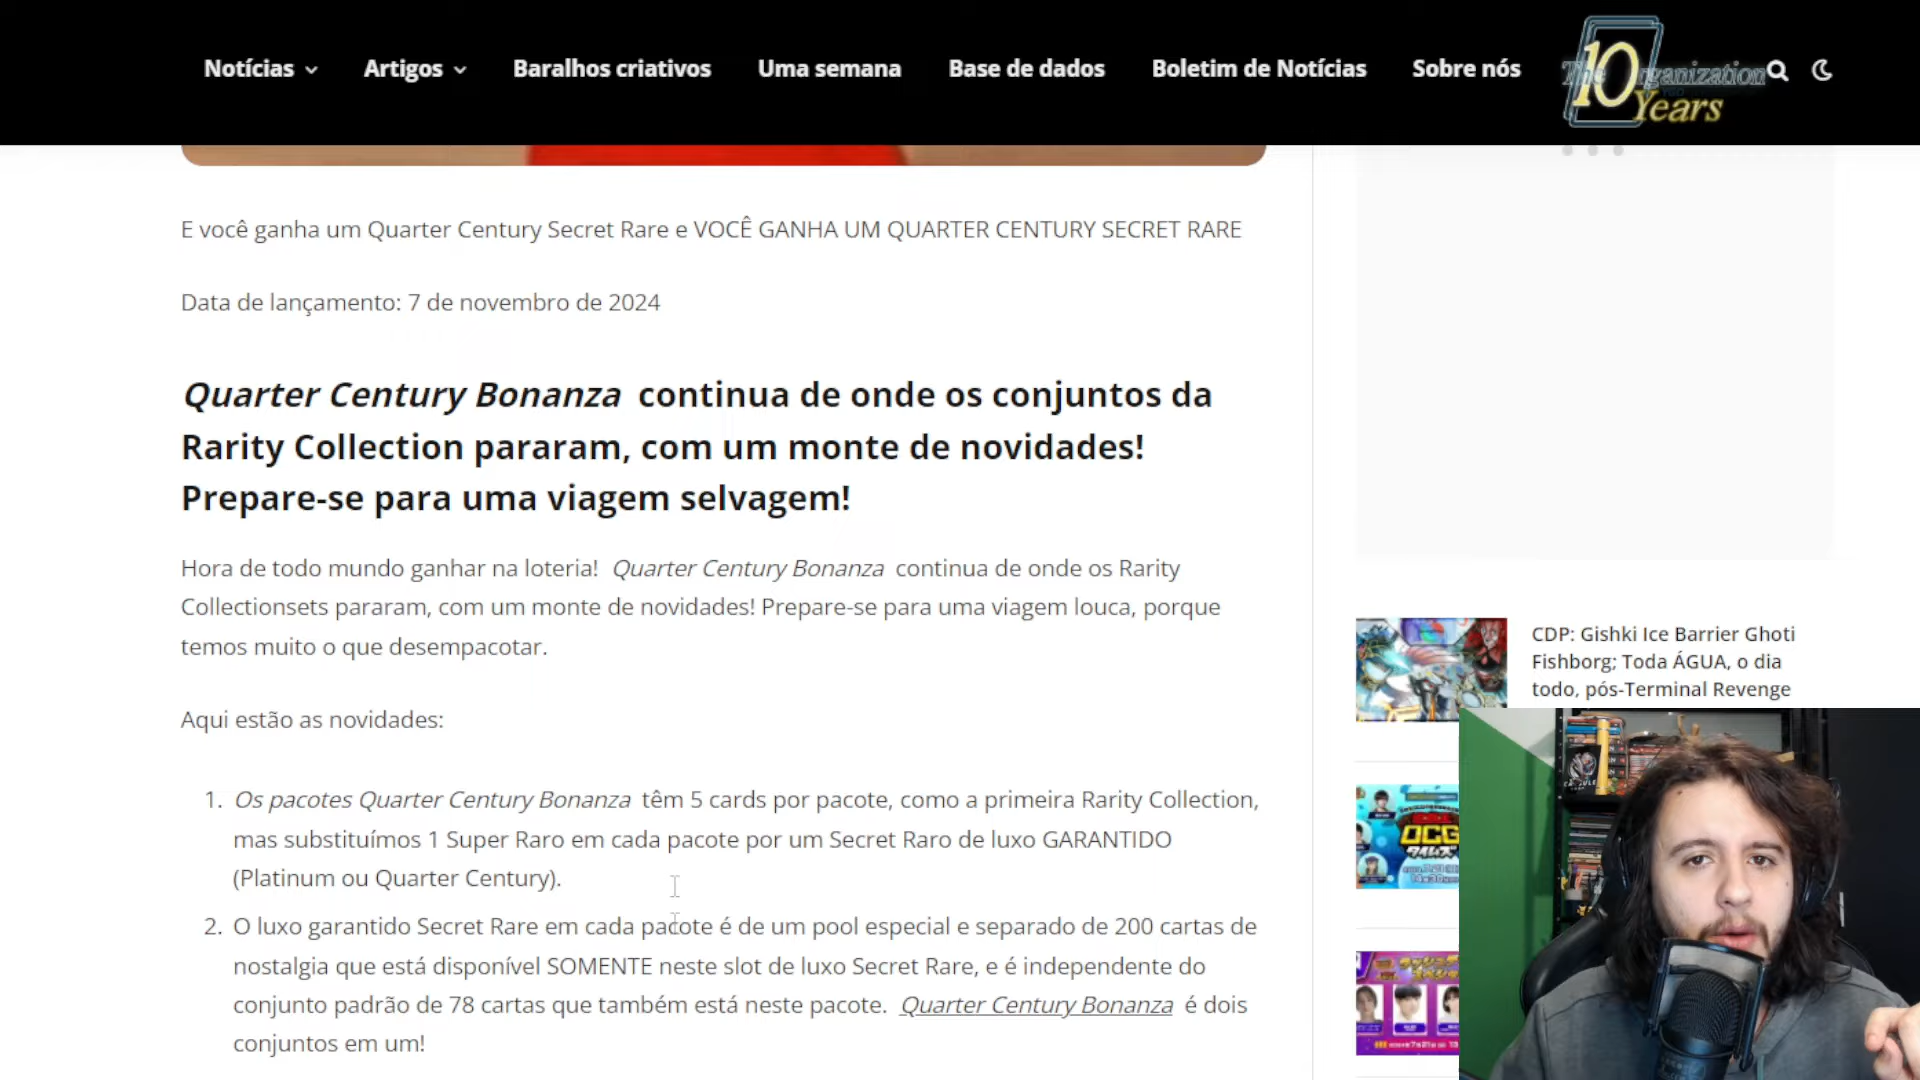 Notícias
Artigos
Baralhos criativos
Uma semana
Base de dados
Boletim de Notícias
Sobre nós
The Organization
10 Years
E você ganha um Quarter Century Secret Rare e VOCÊ GANHA UM QUARTER CENTURY SECRET RARE
Data de lançamento: 7 de novembro de 2024
Quarter Century Bonanza continua de onde os conjuntos da
Rarity Collection pararam, com um monte de novidades!
Prepare-se para uma viagem selvagem!
Hora de todo mundo ganhar na loteria! Quarter Century Bonanza continua de onde os Rarity
Collectionsets pararam, com um monte de novidades! Prepare-se para uma viagem louca, porque
temos muito o que desempacotar.
Aqui estão as novidades:
1. Os pacotes Quarter Century Bonanza têm 5 cards por pacote, como a primeira Rarity Collection,
mas substituímos 1 Super Raro em cada pacote por um Secret Raro de luxo GARANTIDO
(Platinum ou Quarter Century).
2. O luxo garantido Secret Rare em cada pacote é de um pool especial e separado de 200 cartas de
nostalgia que está disponível SOMENTE neste slot de luxo Secret Rare, e é independente do
conjunto padrão de 78 cartas que também está neste pacote. Quarter Century Bonanza é dois
conjuntos em um!
CDP: Gishki Ice Barrier Ghoti
Fishborg; Toda ÁGUA, o dia
todo, pós-Terminal Revenge
OCG